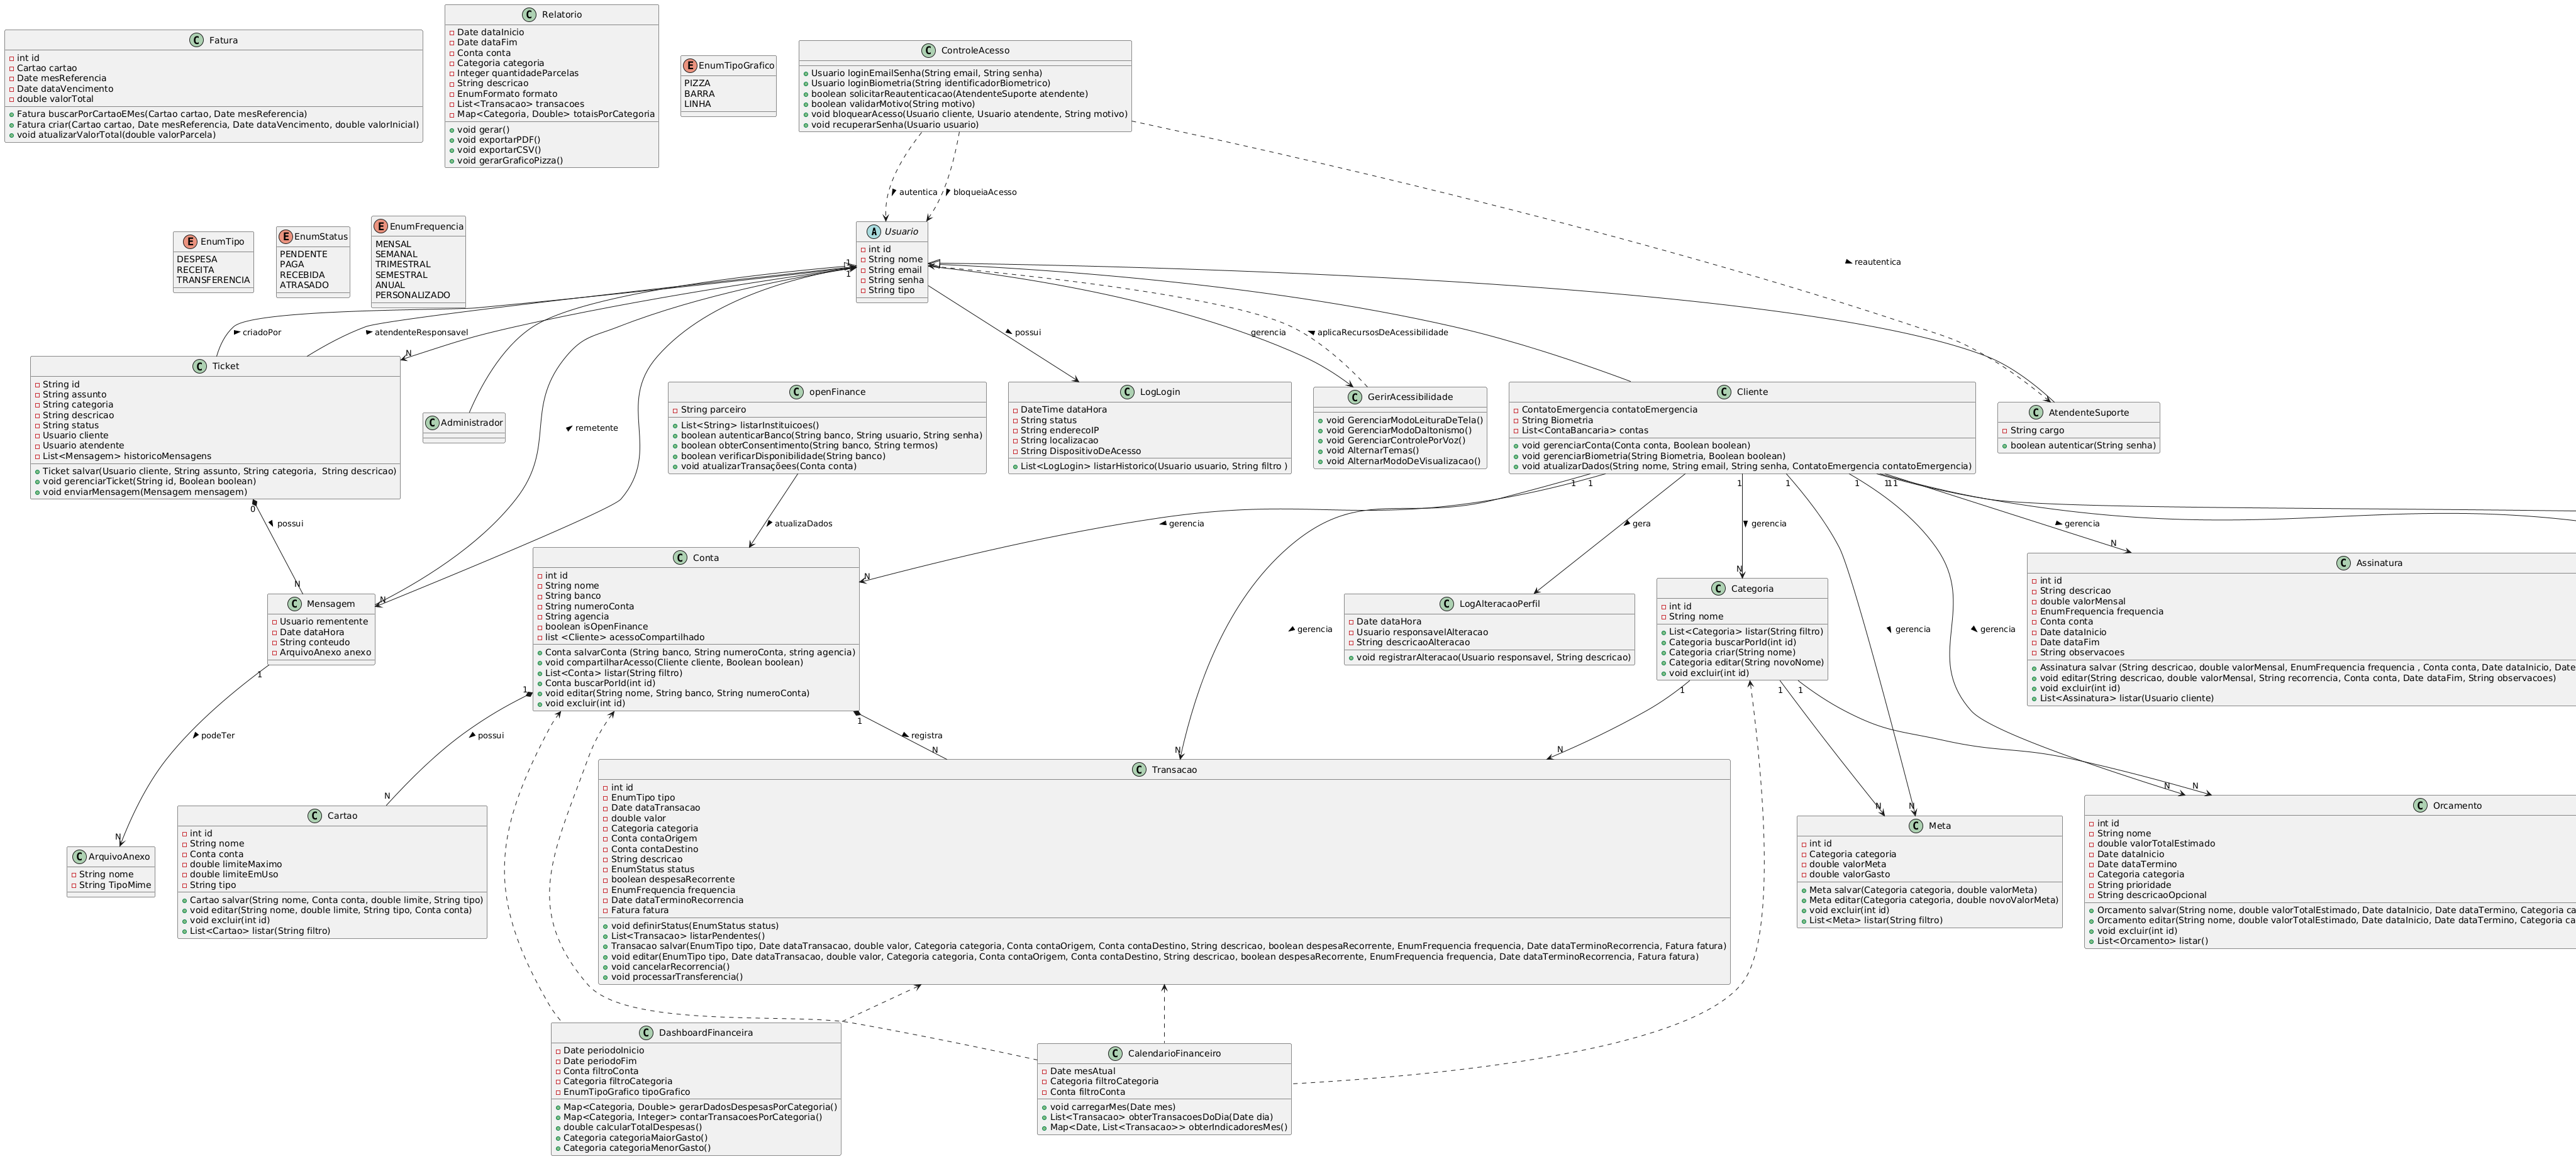 Fatura
int id
Cartao cartao
Date mesReferencia
Date dataVencimento
double valorTotal
Fatura buscarPorCartaoEMes(Cartao cartao, Date mesReferencia)
Fatura criar(Cartao cartao, Date mesReferencia, Date dataVencimento, double valorInicial)
void atualizarValorTotal(double valorParcela)
Relatorio
Date dataInicio
Date dataFim
Conta conta
Categoria categoria
Integer quantidadeParcelas
String descricao
EnumFormato formato
List<Transacao> transacoes
Map<Categoria, Double> totaisPorCategoria
void gerar()
void exportarPDF()
void exportarCSV()
void gerarGraficoPizza()
EnumTipoGrafico
PIZZA
BARRA
LINHA
ControleAcesso
Usuario loginEmailSenha(String email, String senha)
Usuario loginBiometria(String identificadorBiometrico)
boolean solicitarReautenticacao(AtendenteSuporte atendente)
boolean validarMotivo(String motivo)
void bloquearAcesso(Usuario cliente, Usuario atendente, String motivo)
void recuperarSenha(Usuario usuario)
autentica
bloqueiaAcesso
reautentica
EnumTipo
DESPESA
RECEITA
TRANSFERENCIA
EnumStatus
PENDENTE
PAGA
RECEBIDA
ATRASADO
EnumFrequencia
MENSAL
SEMANAL
TRIMESTRAL
SEMESTRAL
ANUAL
PERSONALIZADO
Usuario
int id
String nome
String email
String senha
String tipo
1
1
criadoPor
atendenteResponsavel
N
possui
gerencia
aplicaRecursosDeAcessibilidade
Ticket
String id
String assunto
String categoria
String descricao
String status
Usuario cliente
Usuario atendente
List<Mensagem> historicoMensagens
Ticket salvar(Usuario cliente, String assunto, String categoria,  String descricao)
void gerenciarTicket(String id, Boolean boolean)
void enviarMensagem(Mensagem mensagem)
Administrador
remetente
openFinance
String parceiro
List<String> listarInstituicoes()
boolean autenticarBanco(String banco, String usuario, String senha)
boolean obterConsentimento(String banco, String termos)
boolean verificarDisponibilidade(String banco)
void atualizarTransaçõees(Conta conta)
LogLogin
DateTime dataHora
String status
String enderecoIP
String localizacao
String DispositivoDeAcesso
List<LogLogin> listarHistorico(Usuario usuario, String filtro )
GerirAcessibilidade
void GerenciarModoLeituraDeTela()
void GerenciarModoDaltonismo()
void GerenciarControlePorVoz()
void AlternarTemas()
void AlternarModoDeVisualizacao()
Cliente
ContatoEmergencia contatoEmergencia
String Biometria
List<ContaBancaria> contas
void gerenciarConta(Conta conta, Boolean boolean)
void gerenciarBiometria(String Biometria, Boolean boolean)
void atualizarDados(String nome, String email, String senha, ContatoEmergencia contatoEmergencia)
AtendenteSuporte
String cargo
boolean autenticar(String senha)
0
possui
N
atualizaDados
1
1
1
1
1
1
1
1
gerencia
gera
gerencia
gerencia
N
Mensagem
Usuario rementente
Date dataHora
String conteudo
ArquivoAnexo anexo
N
1
Conta
int id
String nome
String banco
String numeroConta
String agencia
boolean isOpenFinance
list <Cliente> acessoCompartilhado
Conta salvarConta (String banco, String numeroConta, string agencia)
void compartilharAcesso(Cliente cliente, Boolean boolean)
List<Conta> listar(String filtro)
Conta buscarPorId(int id)
void editar(String nome, String banco, String numeroConta)
void excluir(int id)
N
1
1
gerencia
LogAlteracaoPerfil
Date dataHora
Usuario responsavelAlteracao
String descricaoAlteracao
void registrarAlteracao(Usuario responsavel, String descricao)
N
Categoria
int id
String nome
List<Categoria> listar(String filtro)
Categoria buscarPorId(int id)
Categoria criar(String nome)
Categoria editar(String novoNome)
void excluir(int id)
1
1
1
gerencia
gerencia
Assinatura
int id
String descricao
double valorMensal
EnumFrequencia frequencia
Conta conta
Date dataInicio
Date dataFim
String observacoes
Assinatura salvar (String descricao, double valorMensal, EnumFrequencia frequencia , Conta conta, Date dataInicio, Date
void editar(String descricao, double valorMensal, String recorrencia, Conta conta, Date dataFim, String observacoes)
void excluir(int id)
List<Assinatura> listar(Usuario cliente)
podeTer
possui
registra
N
N
N
N
N
N
N
N
N
ArquivoAnexo
String nome
String TipoMime
Cartao
int id
String nome
Conta conta
double limiteMaximo
double limiteEmUso
String tipo
Cartao salvar(String nome, Conta conta, double limite, String tipo)
void editar(String nome, double limite, String tipo, Conta conta)
void excluir(int id)
List<Cartao> listar(String filtro)
Transacao
int id
EnumTipo tipo
Date dataTransacao
double valor
Categoria categoria
Conta contaOrigem
Conta contaDestino
String descricao
EnumStatus status
boolean despesaRecorrente
EnumFrequencia frequencia
Date dataTerminoRecorrencia
Fatura fatura
void definirStatus(EnumStatus status)
List<Transacao> listarPendentes()
Transacao salvar(EnumTipo tipo, Date dataTransacao, double valor, Categoria categoria, Conta contaOrigem, Conta contaDestino, String descricao, boolean despesaRecorrente, EnumFrequencia frequencia, Date dataTerminoRecorrencia, Fatura fatura)
void editar(EnumTipo tipo, Date dataTransacao, double valor, Categoria categoria, Conta contaOrigem, Conta contaDestino, String descricao, boolean despesaRecorrente, EnumFrequencia frequencia, Date dataTerminoRecorrencia, Fatura fatura)
void cancelarRecorrencia()
void processarTransferencia()
Meta
int id
Categoria categoria
double valorMeta
double valorGasto
Meta salvar(Categoria categoria, double valorMeta)
Meta editar(Categoria categoria, double novoValorMeta)
void excluir(int id)
List<Meta> listar(String filtro)
Orcamento
int id
String nome
double valorTotalEstimado
Date dataInicio
Date dataTermino
Categoria categoria
String prioridade
String descricaoOpcional
Orcamento salvar(String nome, double valorTotalEstimado, Date dataInicio, Date dataTermino, Categoria ca
Orcamento editar(String nome, double valorTotalEstimado, Date dataInicio, Date dataTermino, Categoria ca
void excluir(int id)
List<Orcamento> listar()
DashboardFinanceira
Date periodoInicio
Date periodoFim
Conta filtroConta
Categoria filtroCategoria
EnumTipoGrafico tipoGrafico
Map<Categoria, Double> gerarDadosDespesasPorCategoria()
Map<Categoria, Integer> contarTransacoesPorCategoria()
double calcularTotalDespesas()
Categoria categoriaMaiorGasto()
Categoria categoriaMenorGasto()
CalendarioFinanceiro
Date mesAtual
Categoria filtroCategoria
Conta filtroConta
void carregarMes(Date mes)
List<Transacao> obterTransacoesDoDia(Date dia)
Map<Date, List<Transacao>> obterIndicadoresMes()